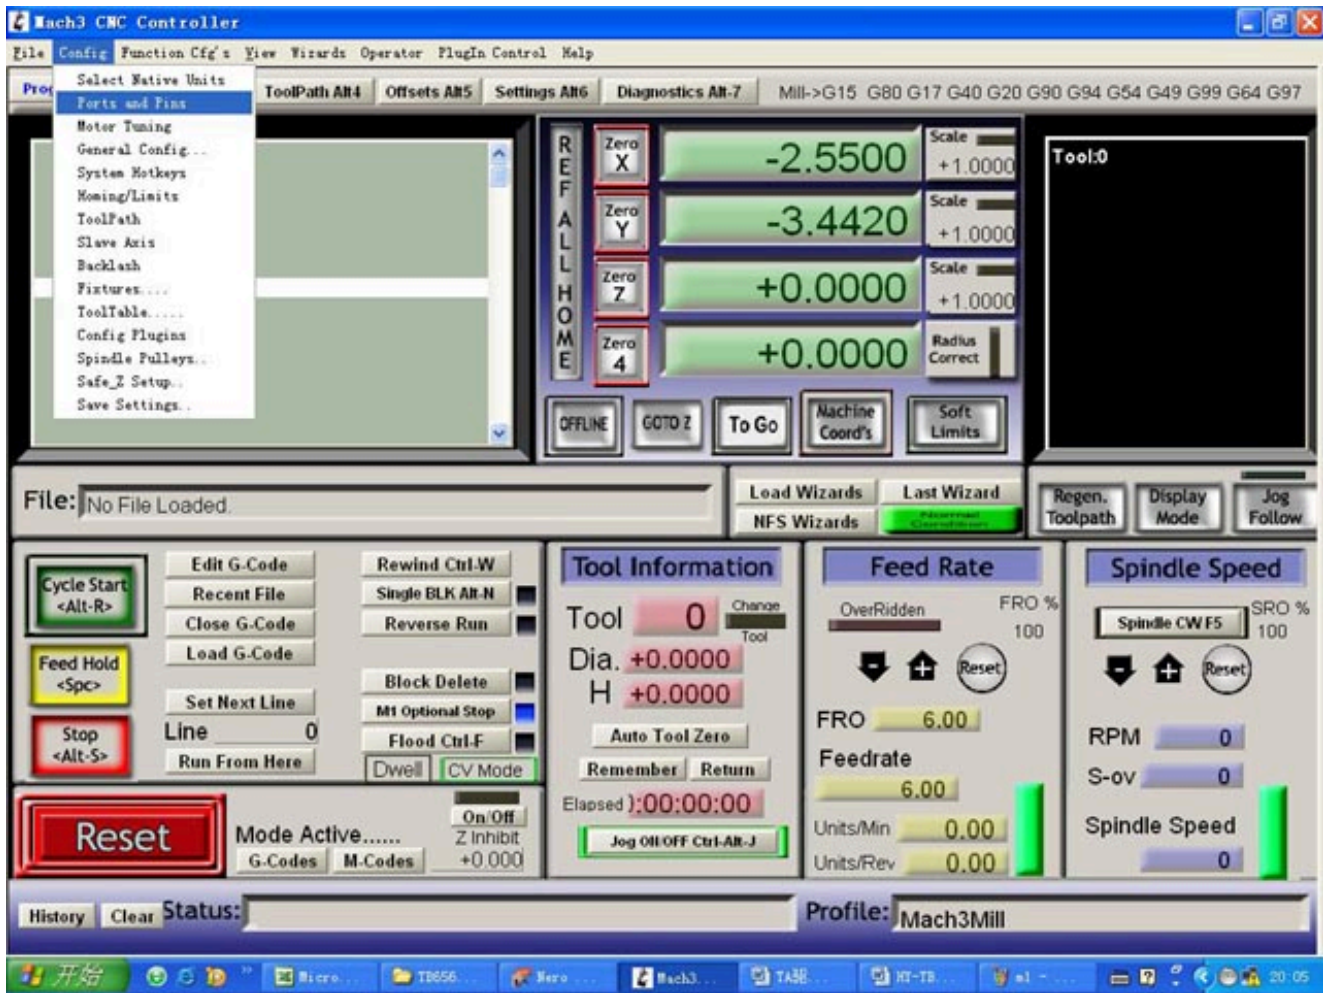 Mach3 CNC Controller
File Config Function Cfg's View Wizards Operator PlugIn Control Help
Select Native Units
Ports and Pins
Motor Tuning
General Config...
System Hotkeys
Homing/Limits
ToolPath
Slave Axis
Backlash
Fixtures....
ToolTable.....
Config Plugins
Spindle Pulleys..
Safe_Z Setup..
Save Settings..
ToolPath Alt4 Offsets Alt5 Settings Alt6 Diagnostics Alt-7 Mill->G15 G80 G17 G40 G20 G90 G94 G54 G49 G99 G64 G97
REF ALL HOME
Zero X -2.5500 Scale +1.0000
Zero Y -3.4420 Scale +1.0000
Zero Z +0.0000 Scale +1.0000
Zero 4 +0.0000 Radius Correct
OFFLINE GOTO Z To Go Machine Coord's Soft Limits
Tool:0
File: No File Loaded.
Load Wizards Last Wizard
NFS Wizards Normal Condition
Regen. Toolpath Display Mode Jog Follow
Cycle Start <Alt-R>
Feed Hold <Spc>
Stop <Alt-S>
Edit G-Code
Recent File
Close G-Code
Load G-Code
Set Next Line
Line 0
Run From Here
Rewind Ctrl-W
Single BLK Alt-N
Reverse Run
Block Delete
M1 Optional Stop
Flood Ctrl-F
Dwell CV Mode
Reset
Mode Active......
G-Codes M-Codes
On/Off
Z Inhibit
+0.000
Tool Information
Tool 0 Change Tool
Dia. +0.0000
H +0.0000
Auto Tool Zero
Remember Return
Elapsed ):00:00:00
Jog ON/OFF Ctrl-Alt-J
Feed Rate
OverRidden FRO % 100
Reset
FRO 6.00
Feedrate
6.00
Units/Min 0.00
Units/Rev 0.00
Spindle Speed
Spindle CW F5 SRO % 100
Reset
RPM 0
S-ov 0
Spindle Speed
0
History Clear Status:
Profile: Mach3Mill
开始 Micro... TB656... Nero ... Mach3... HT-TB... m1 - ... 20:05